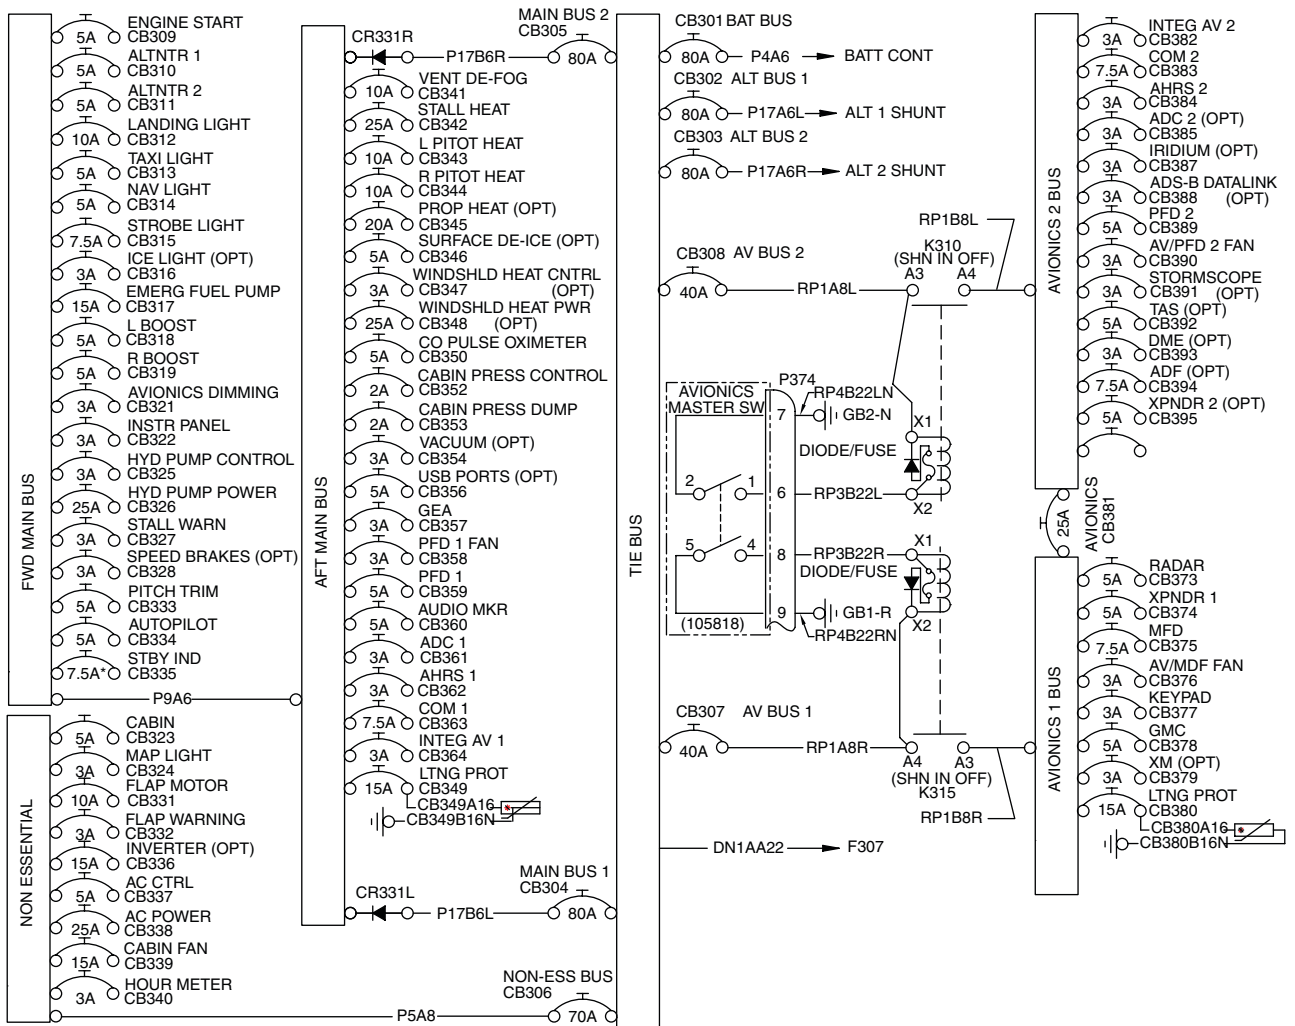 FWD MAIN BUS
ENGINE START
5A CB309
ALTNTR 1
5A CB310
ALTNTR 2
5A CB311
LANDING LIGHT
10A CB312
TAXI LIGHT
5A CB313
NAV LIGHT
5A CB314
STROBE LIGHT
7.5A CB315
ICE LIGHT (OPT)
3A CB316
EMERG FUEL PUMP
15A CB317
L BOOST
5A CB318
R BOOST
5A CB319
AVIONICS DIMMING
3A CB321
INSTR PANEL
3A CB322
HYD PUMP CONTROL
3A CB325
HYD PUMP POWER
25A CB326
STALL WARN
3A CB327
SPEED BRAKES (OPT)
3A CB328
PITCH TRIM
5A CB333
AUTOPILOT
5A CB334
STBY IND
7.5A* CB335
P9A6
NON ESSENTIAL
CABIN
5A CB323
MAP LIGHT
3A CB324
FLAP MOTOR
10A CB331
FLAP WARNING
3A CB332
INVERTER (OPT)
15A CB336
AC CTRL
5A CB337
AC POWER
25A CB338
CABIN FAN
15A CB339
HOUR METER
3A CB340
P5A8
AFT MAIN BUS
CR331R
P17B6R
MAIN BUS 2
CB305
80A
VENT DE-FOG
10A CB341
STALL HEAT
25A CB342
L PITOT HEAT
10A CB343
R PITOT HEAT
10A CB344
PROP HEAT (OPT)
20A CB345
SURFACE DE-ICE (OPT)
5A CB346
WINDSHLD HEAT CNTRL
3A CB347 (OPT)
WINDSHLD HEAT PWR
25A CB348 (OPT)
CO PULSE OXIMETER
5A CB350
CABIN PRESS CONTROL
2A CB352
CABIN PRESS DUMP
2A CB353
VACUUM (OPT)
3A CB354
USB PORTS (OPT)
5A CB356
GEA
3A CB357
PFD 1 FAN
3A CB358
PFD 1
5A CB359
AUDIO MKR
5A CB360
ADC 1
3A CB361
AHRS 1
3A CB362
COM 1
7.5A CB363
INTEG AV 1
3A CB364
LTNG PROT
15A CB349
CB349A16
CB349B16N
CR331L
P17B6L
MAIN BUS 1
CB304
80A
NON-ESS BUS
CB306
70A
TIE BUS
CB301 BAT BUS
80A P4A6 BATT CONT
CB302 ALT BUS 1
80A P17A6L ALT 1 SHUNT
CB303 ALT BUS 2
80A P17A6R ALT 2 SHUNT
CB308 AV BUS 2
40A RP1A8L
K310
(SHN IN OFF)
A3 A4
RP1B8L
AVIONICS
MASTER SW
P374
7 RP4B22LN
GB2-N
X1
DIODE/FUSE
2 1 6 RP3B22L
X2
X1
5 4 8 RP3B22R
DIODE/FUSE
9 GB1-R
X2
(105818)
RP4B22RN
CB307 AV BUS 1
40A RP1A8R
A4 A3
(SHN IN OFF)
K315
RP1B8R
DN1AA22 F307
AVIONICS 2 BUS
INTEG AV 2
3A CB382
COM 2
7.5A CB383
AHRS 2
3A CB384
ADC 2 (OPT)
3A CB385
IRIDIUM (OPT)
3A CB387
ADS-B DATALINK
3A CB388 (OPT)
PFD 2
5A CB389
AV/PFD 2 FAN
3A CB390
STORMSCOPE
3A CB391 (OPT)
TAS (OPT)
5A CB392
DME (OPT)
3A CB393
ADF (OPT)
7.5A CB394
XPNDR 2 (OPT)
5A CB395
25A
AVIONICS
CB381
AVIONICS 1 BUS
RADAR
5A CB373
XPNDR 1
5A CB374
MFD
7.5A CB375
AV/MDF FAN
3A CB376
KEYPAD
3A CB377
GMC
5A CB378
XM (OPT)
3A CB379
LTNG PROT
15A CB380
CB380A16
CB380B16N